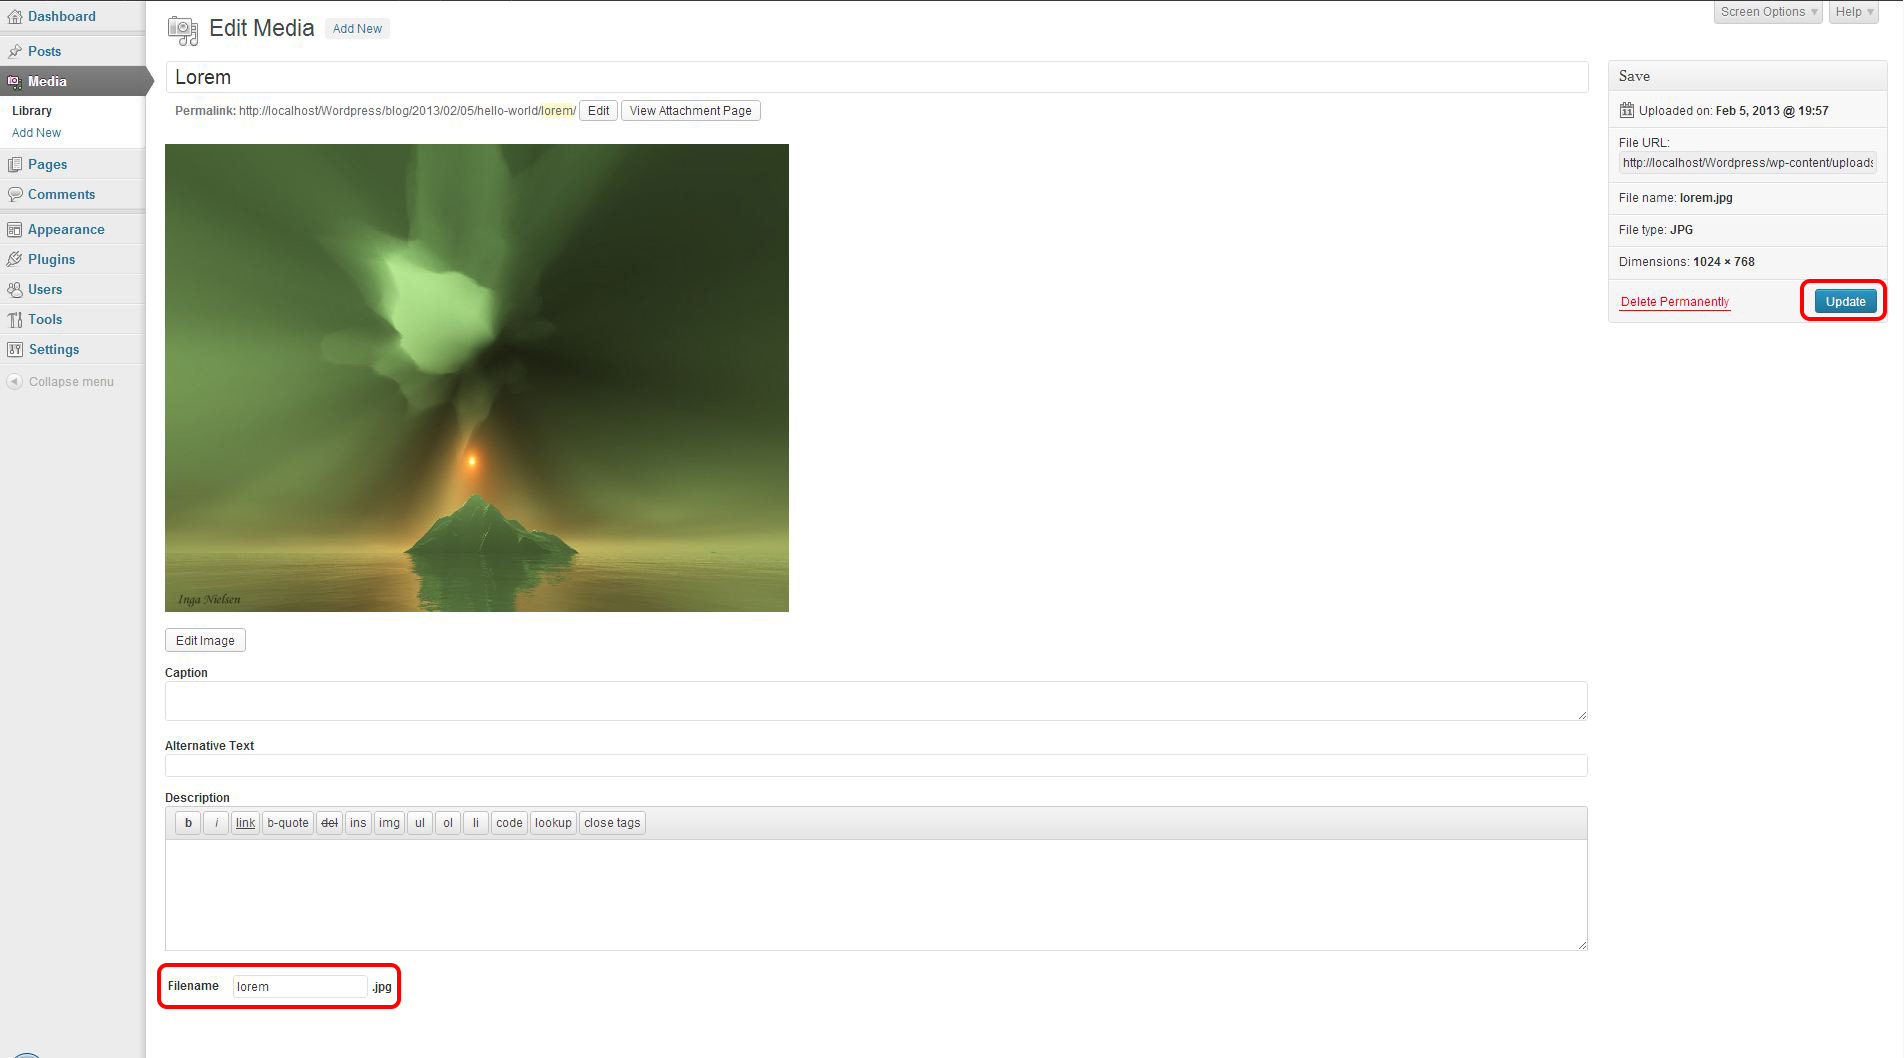 Dashboard
Posts
Media
Library
Add New
Pages
Comments
Appearance
Plugins
Users
Tools
Settings
Collapse menu
Screen Options
Help
Edit Media Add New
Lorem
Permalink: http://localhost/Wordpress/blog/2013/02/05/hello-world/lorem/ Edit View Attachment Page
Inga Nielsen
Edit Image
Caption
Alternative Text
Description
b i link b-quote del ins img ul ol li code lookup close tags
Filename lorem .jpg
Save
11 Uploaded on: Feb 5, 2013 @ 19:57
File URL:
http://localhost/Wordpress/wp-content/uploads
File name: lorem.jpg
File type: JPG
Dimensions: 1024 × 768
Delete Permanently Update